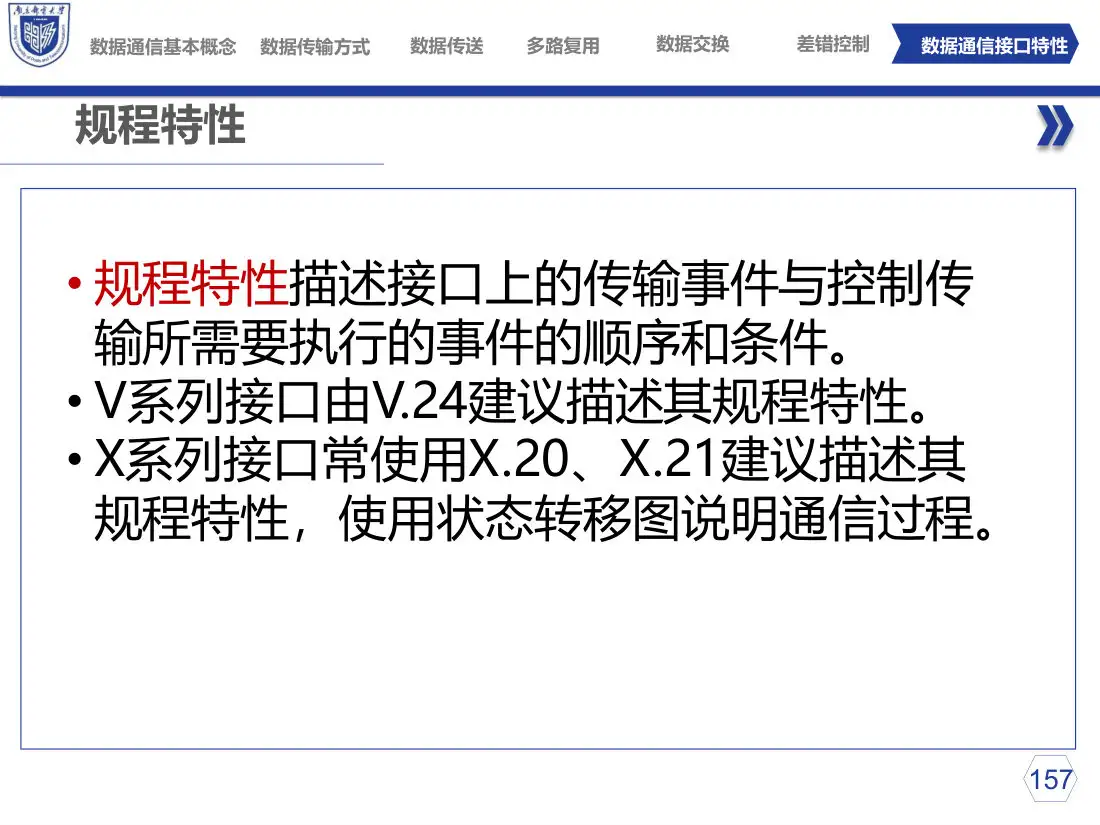 南京邮电大学
数据通信基本概念 数据传输方式 数据传送 多路复用 数据交换 差错控制 数据通信接口特性
规程特性
• 规程特性描述接口上的传输事件与控制传
输所需要执行的事件的顺序和条件。
• V系列接口由V.24建议描述其规程特性。
• X系列接口常使用X.20、X.21建议描述其
规程特性，使用状态转移图说明通信过程。
157